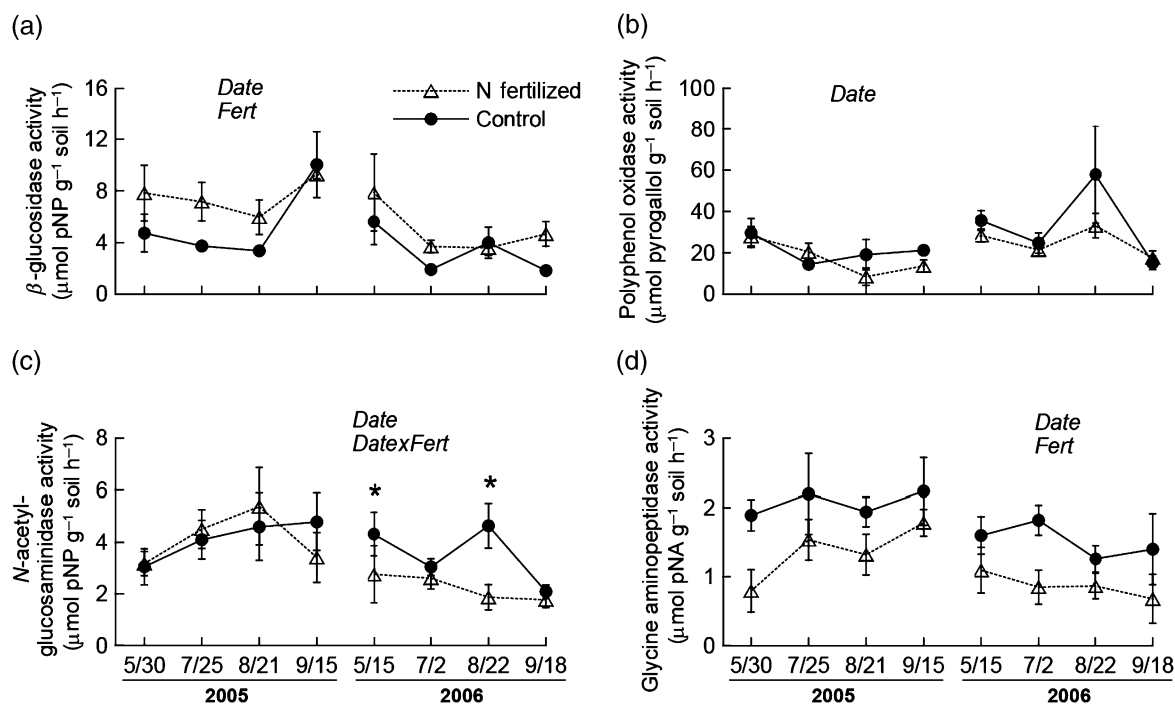 (a)
β-glucosidase activity
(μmol pNP g⁻¹ soil h⁻¹)
16
12
8
4
0
Date
Fert
N fertilized
Control
(b)
Polyphenol oxidase activity
(μmol pyrogallol g⁻¹ soil h⁻¹)
100
80
60
40
20
0
Date
(c)
N-acetyl-
glucosaminidase activity
(μmol pNP g⁻¹ soil h⁻¹)
8
6
4
2
0
Date
DatexFert
* *
5/30 7/25 8/21 9/15 5/15 7/2 8/22 9/18
2005 2006
(d)
Glycine aminopeptidase activity
(μmol pNA g⁻¹ soil h⁻¹)
3
2
1
0
Date
Fert
5/30 7/25 8/21 9/15 5/15 7/2 8/22 9/18
2005 2006